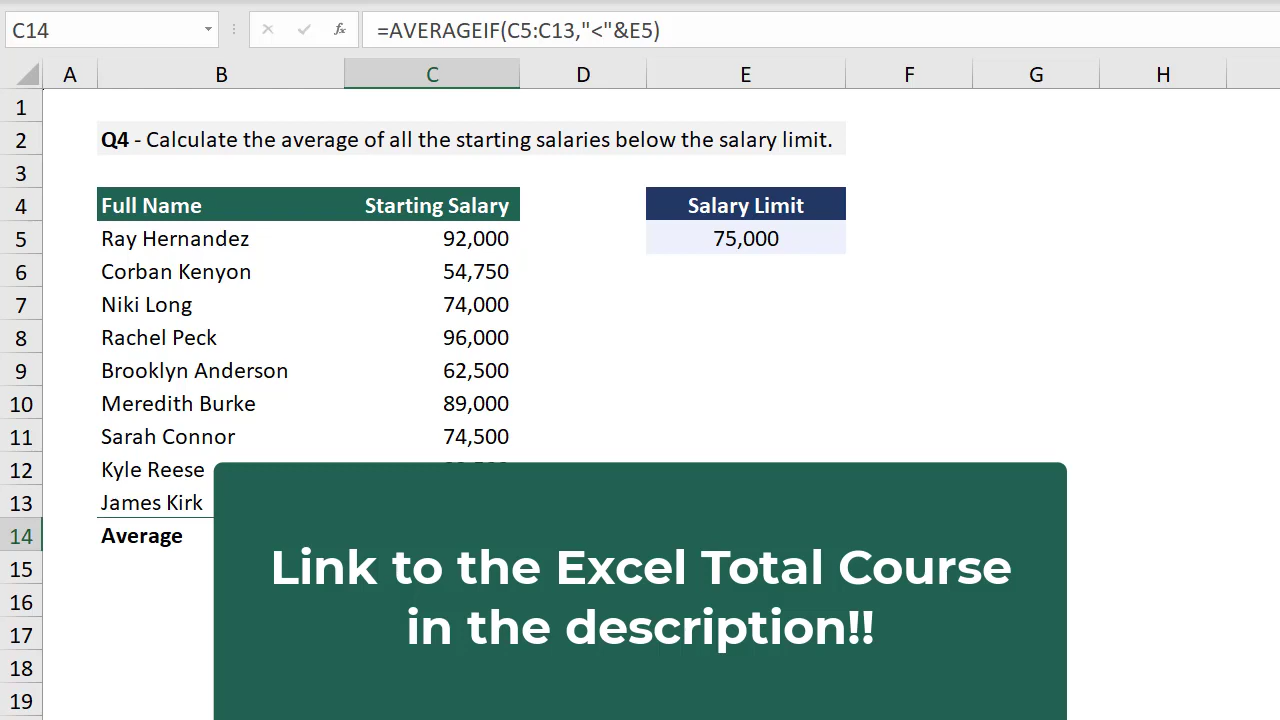 C14 fx =AVERAGEIF(C5:C13,"<"&E5)
A B C D E F G H
1
2 Q4 - Calculate the average of all the starting salaries below the salary limit.
3
4 Full Name Starting Salary Salary Limit
5 Ray Hernandez 92,000 75,000
6 Corban Kenyon 54,750
7 Niki Long 74,000
8 Rachel Peck 96,000
9 Brooklyn Anderson 62,500
10 Meredith Burke 89,000
11 Sarah Connor 74,500
12 Kyle Reese
13 James Kirk
14 Average
15
16
17
18
19
Link to the Excel Total Course
in the description!!